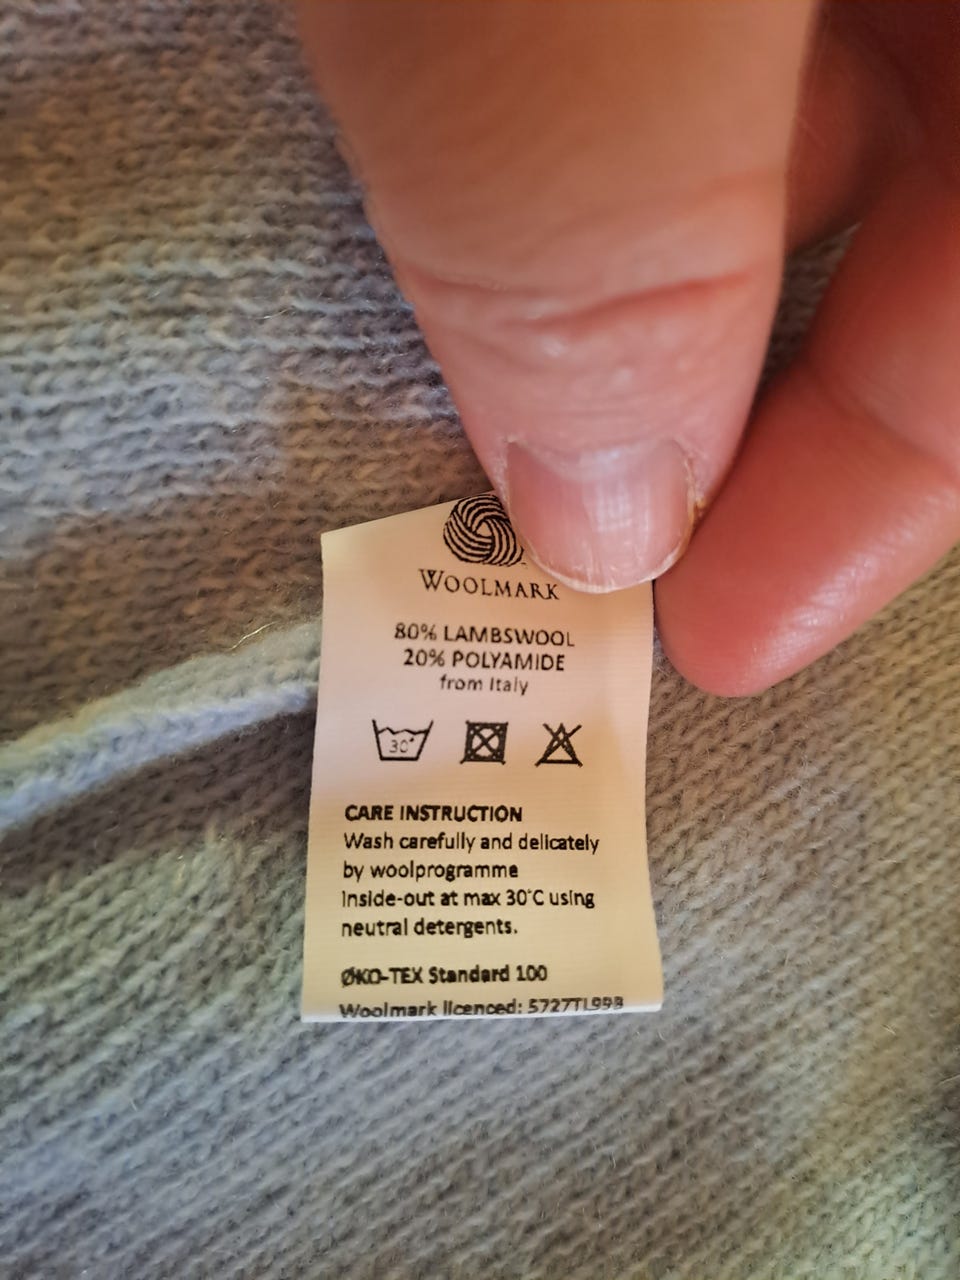 WOOLMARK
80% LAMBSWOOL
20% POLYAMIDE
from Italy
30°
CARE INSTRUCTION
Wash carefully and delicately
by woolprogramme
inside-out at max 30°C using
neutral detergents.
ØKO-TEX Standard 100
Woolmark licenced: